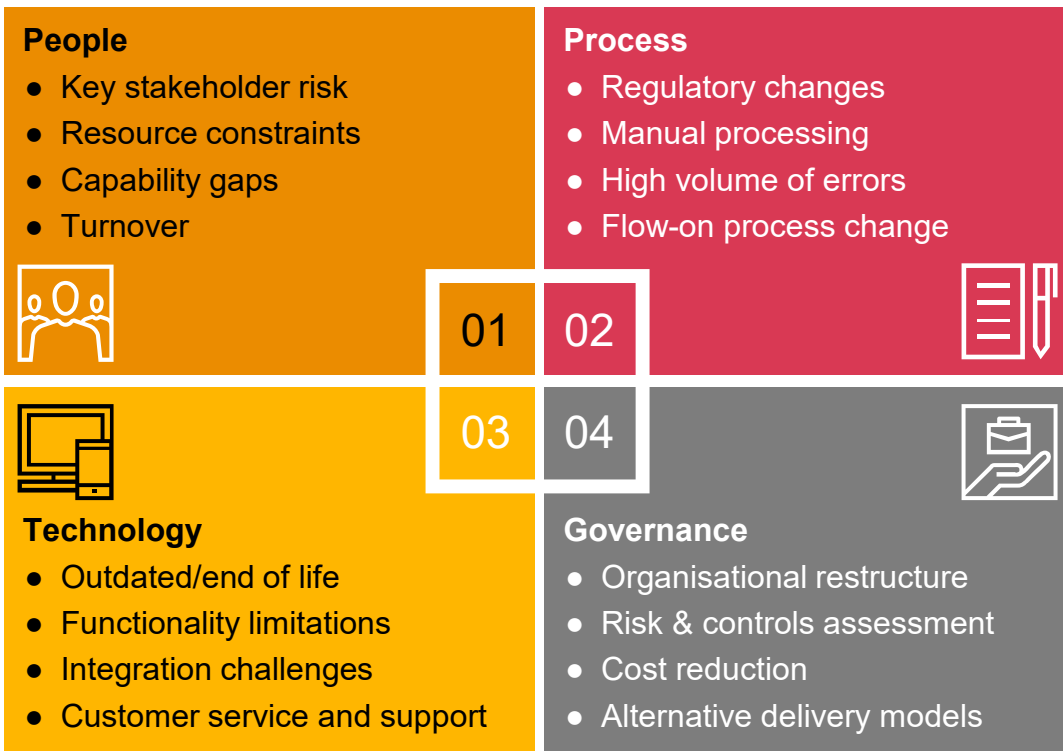 People
● Key stakeholder risk
● Resource constraints
● Capability gaps
● Turnover
01
Process
● Regulatory changes
● Manual processing
● High volume of errors
● Flow-on process change
02
03
Technology
● Outdated/end of life
● Functionality limitations
● Integration challenges
● Customer service and support
04
Governance
● Organisational restructure
● Risk & controls assessment
● Cost reduction
● Alternative delivery models